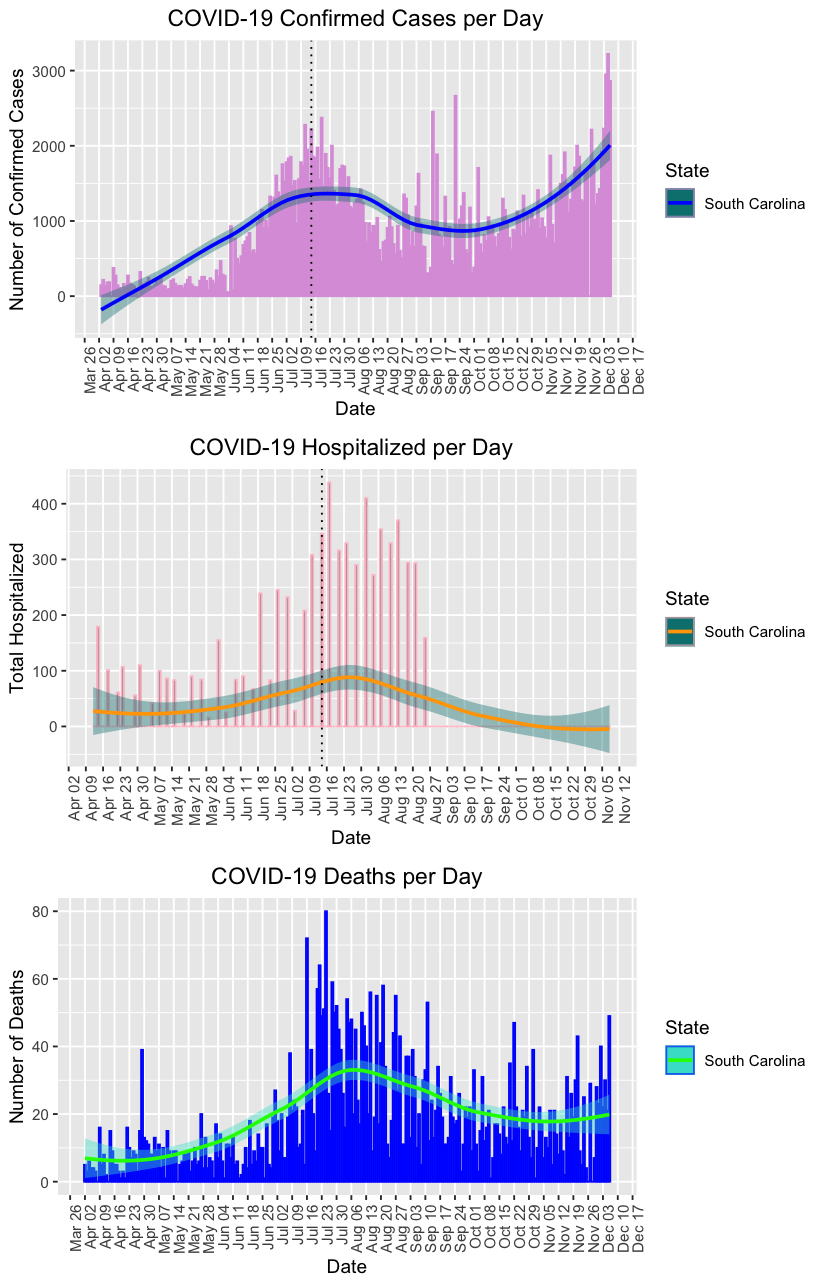 COVID-19 Confirmed Cases per Day
Number of Confirmed Cases
3000
2000
1000
0
Mar 26
Apr 02
Apr 09
Apr 16
Apr 23
Apr 30
May 07
May 14
May 21
May 28
Jun 04
Jun 11
Jun 18
Jun 25
Jul 02
Jul 09
Jul 16
Jul 23
Jul 30
Aug 06
Aug 13
Aug 20
Aug 27
Sep 03
Sep 10
Sep 17
Sep 24
Oct 01
Oct 08
Oct 15
Oct 22
Oct 29
Nov 05
Nov 12
Nov 19
Nov 26
Dec 03
Dec 10
Dec 17
Date
State
South Carolina
COVID-19 Hospitalized per Day
Total Hospitalized
400
300
200
100
0
Apr 02
Apr 09
Apr 16
Apr 23
Apr 30
May 07
May 14
May 21
May 28
Jun 04
Jun 11
Jun 18
Jun 25
Jul 02
Jul 09
Jul 16
Jul 23
Jul 30
Aug 06
Aug 13
Aug 20
Aug 27
Sep 03
Sep 10
Sep 17
Sep 24
Oct 01
Oct 08
Oct 15
Oct 22
Oct 29
Nov 05
Nov 12
Date
State
South Carolina
COVID-19 Deaths per Day
Number of Deaths
80
60
40
20
0
Mar 26
Apr 02
Apr 09
Apr 16
Apr 23
Apr 30
May 07
May 14
May 21
May 28
Jun 04
Jun 11
Jun 18
Jun 25
Jul 02
Jul 09
Jul 16
Jul 23
Jul 30
Aug 06
Aug 13
Aug 20
Aug 27
Sep 03
Sep 10
Sep 17
Sep 24
Oct 01
Oct 08
Oct 15
Oct 22
Oct 29
Nov 05
Nov 12
Nov 19
Nov 26
Dec 03
Dec 10
Dec 17
Date
State
South Carolina